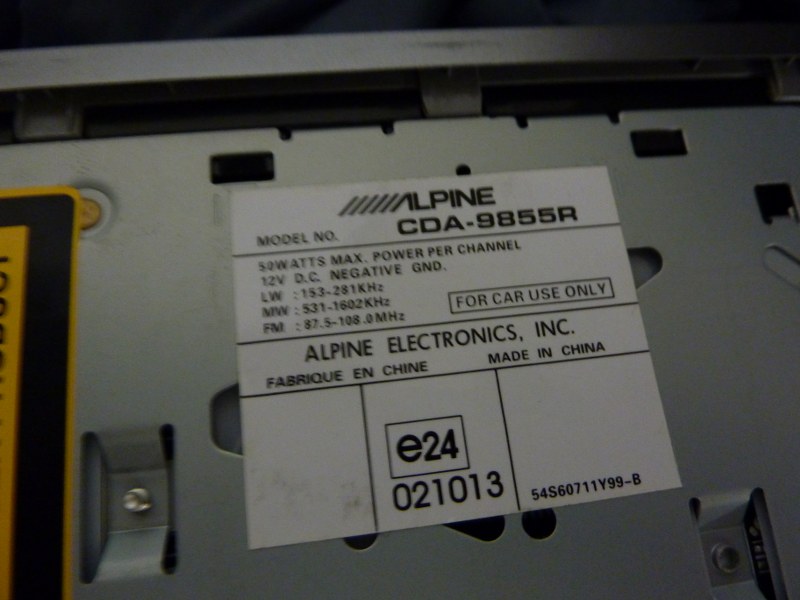 ALPINE
MODEL NO. CDA-9855R
50WATTS MAX. POWER PER CHANNEL
12V D.C. NEGATIVE GND.
LW : 153-281KHz
MW : 531-1602KHz
FM : 87.5-108.0MHz
FOR CAR USE ONLY
ALPINE ELECTRONICS, INC.
FABRIQUE EN CHINE MADE IN CHINA
e24
021013
54S60711Y99-B